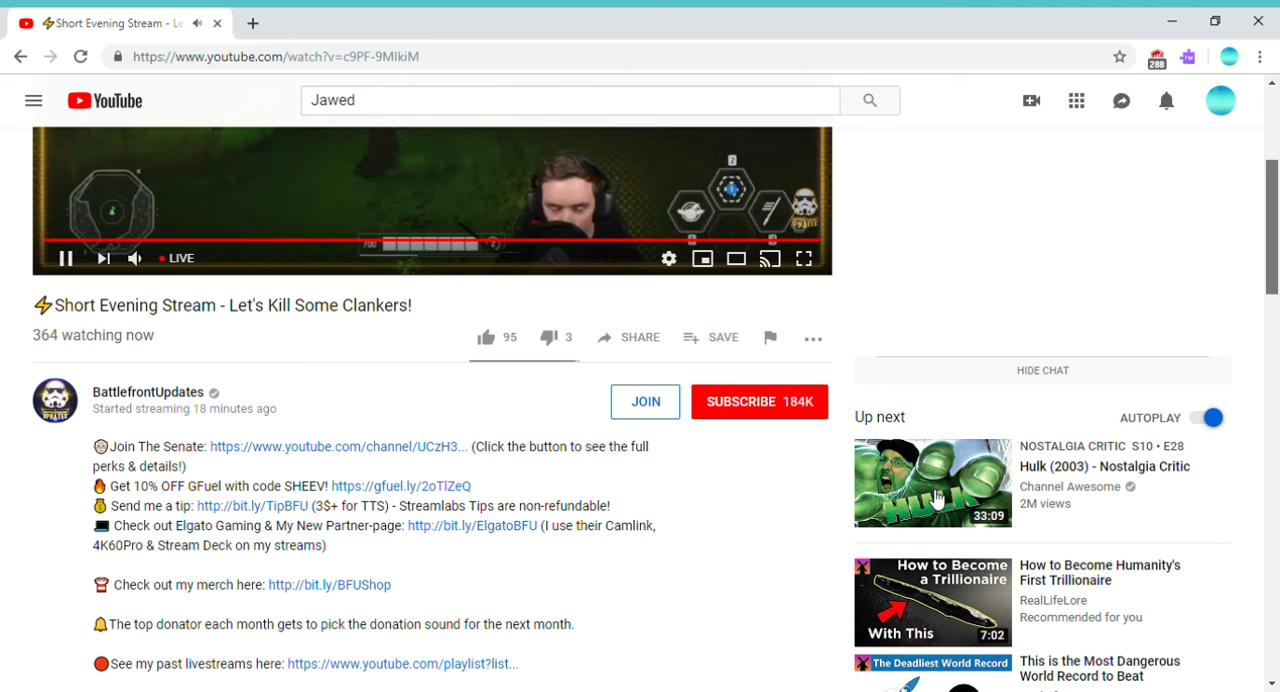 ⚡Short Evening Stream - Le
https://www.youtube.com/watch?v=c9PF-9MlkiM
288
YouTube
Jawed
2
700
LIVE
⚡Short Evening Stream - Let's Kill Some Clankers!
364 watching now
95
3
SHARE
SAVE
HIDE CHAT
BattlefrontUpdates
Started streaming 18 minutes ago
JOIN
SUBSCRIBE 184K
Up next
AUTOPLAY
Join The Senate: https://www.youtube.com/channel/UCzH3... (Click the button to see the full
perks & details!)
🔥 Get 10% OFF GFuel with code SHEEV! https://gfuel.ly/2oTlZeQ
💰 Send me a tip: http://bit.ly/TipBFU (3$+ for TTS) - Streamlabs Tips are non-refundable!
💻 Check out Elgato Gaming & My New Partner-page: http://bit.ly/ElgatoBFU (I use their Camlink,
4K60Pro & Stream Deck on my streams)
Check out my merch here: http://bit.ly/BFUShop
🔔The top donator each month gets to pick the donation sound for the next month.
🔴See my past livestreams here: https://www.youtube.com/playlist?list...
HULK
33:09
NOSTALGIA CRITIC S10 • E28
Hulk (2003) - Nostalgia Critic
Channel Awesome
2M views
How to Become
a Trillionaire
With This
7:02
How to Become Humanity's
First Trillionaire
RealLifeLore
Recommended for you
The Deadliest World Record
This is the Most Dangerous
World Record to Beat